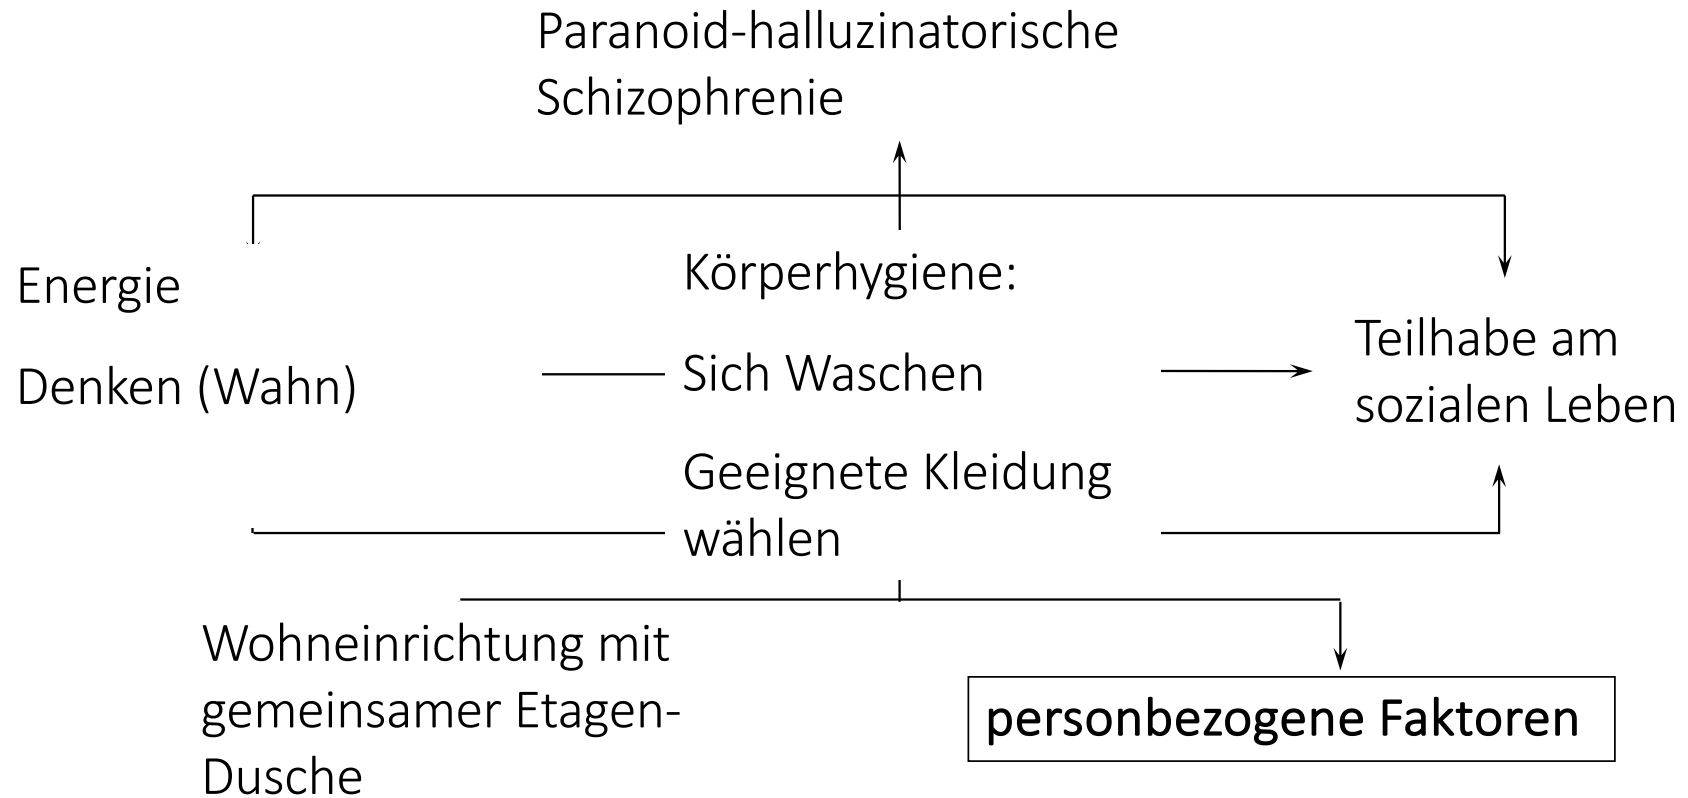 Paranoid-halluzinatorische
Schizophrenie
Energie
Denken (Wahn)
Körperhygiene:
Sich Waschen
Geeignete Kleidung
wählen
Teilhabe am
sozialen Leben
Wohneinrichtung mit
gemeinsamer Etagen-
Dusche
personbezogene Faktoren